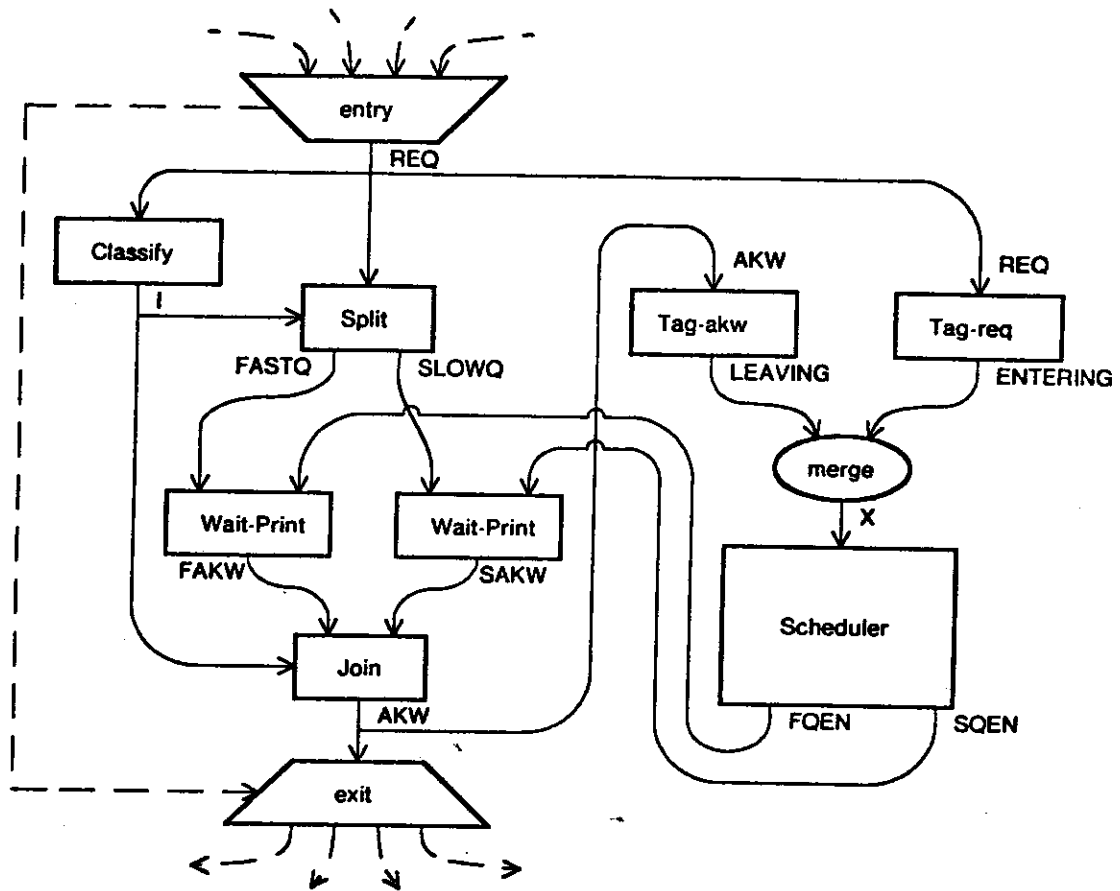 entry
REQ
Classify
AKW
REQ
I
Split
Tag-akw
Tag-req
FASTQ
SLOWQ
LEAVING
ENTERING
merge
X
Wait-Print
Wait-Print
FAKW
SAKW
Scheduler
Join
AKW
FQEN
SQEN
exit